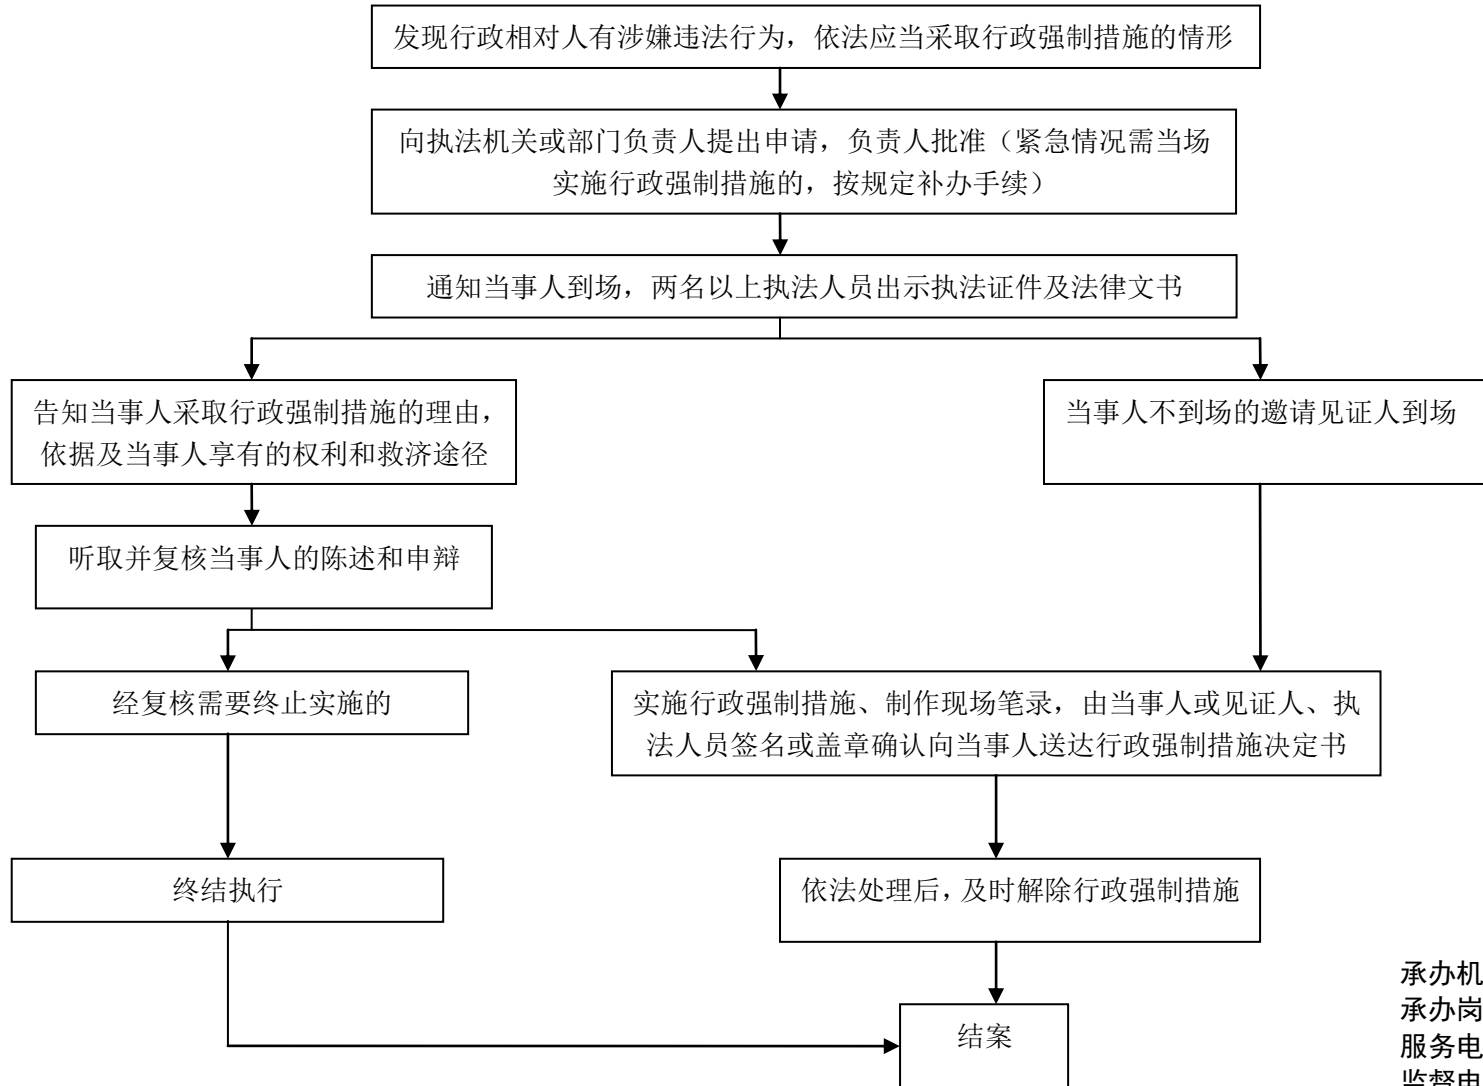 发现行政相对人有涉嫌违法行为，依法应当采取行政强制措施的情形
向执法机关或部门负责人提出申请，负责人批准（紧急情况需当场
实施行政强制措施的，按规定补办手续）
通知当事人到场，两名以上执法人员出示执法证件及法律文书
告知当事人采取行政强制措施的理由，
依据及当事人享有的权利和救济途径
当事人不到场的邀请见证人到场
听取并复核当事人的陈述和申辩
经复核需要终止实施的
实施行政强制措施、制作现场笔录，由当事人或见证人、执
法人员签名或盖章确认向当事人送达行政强制措施决定书
终结执行
依法处理后，及时解除行政强制措施
结案
承办机
承办岗
服务电
监督电